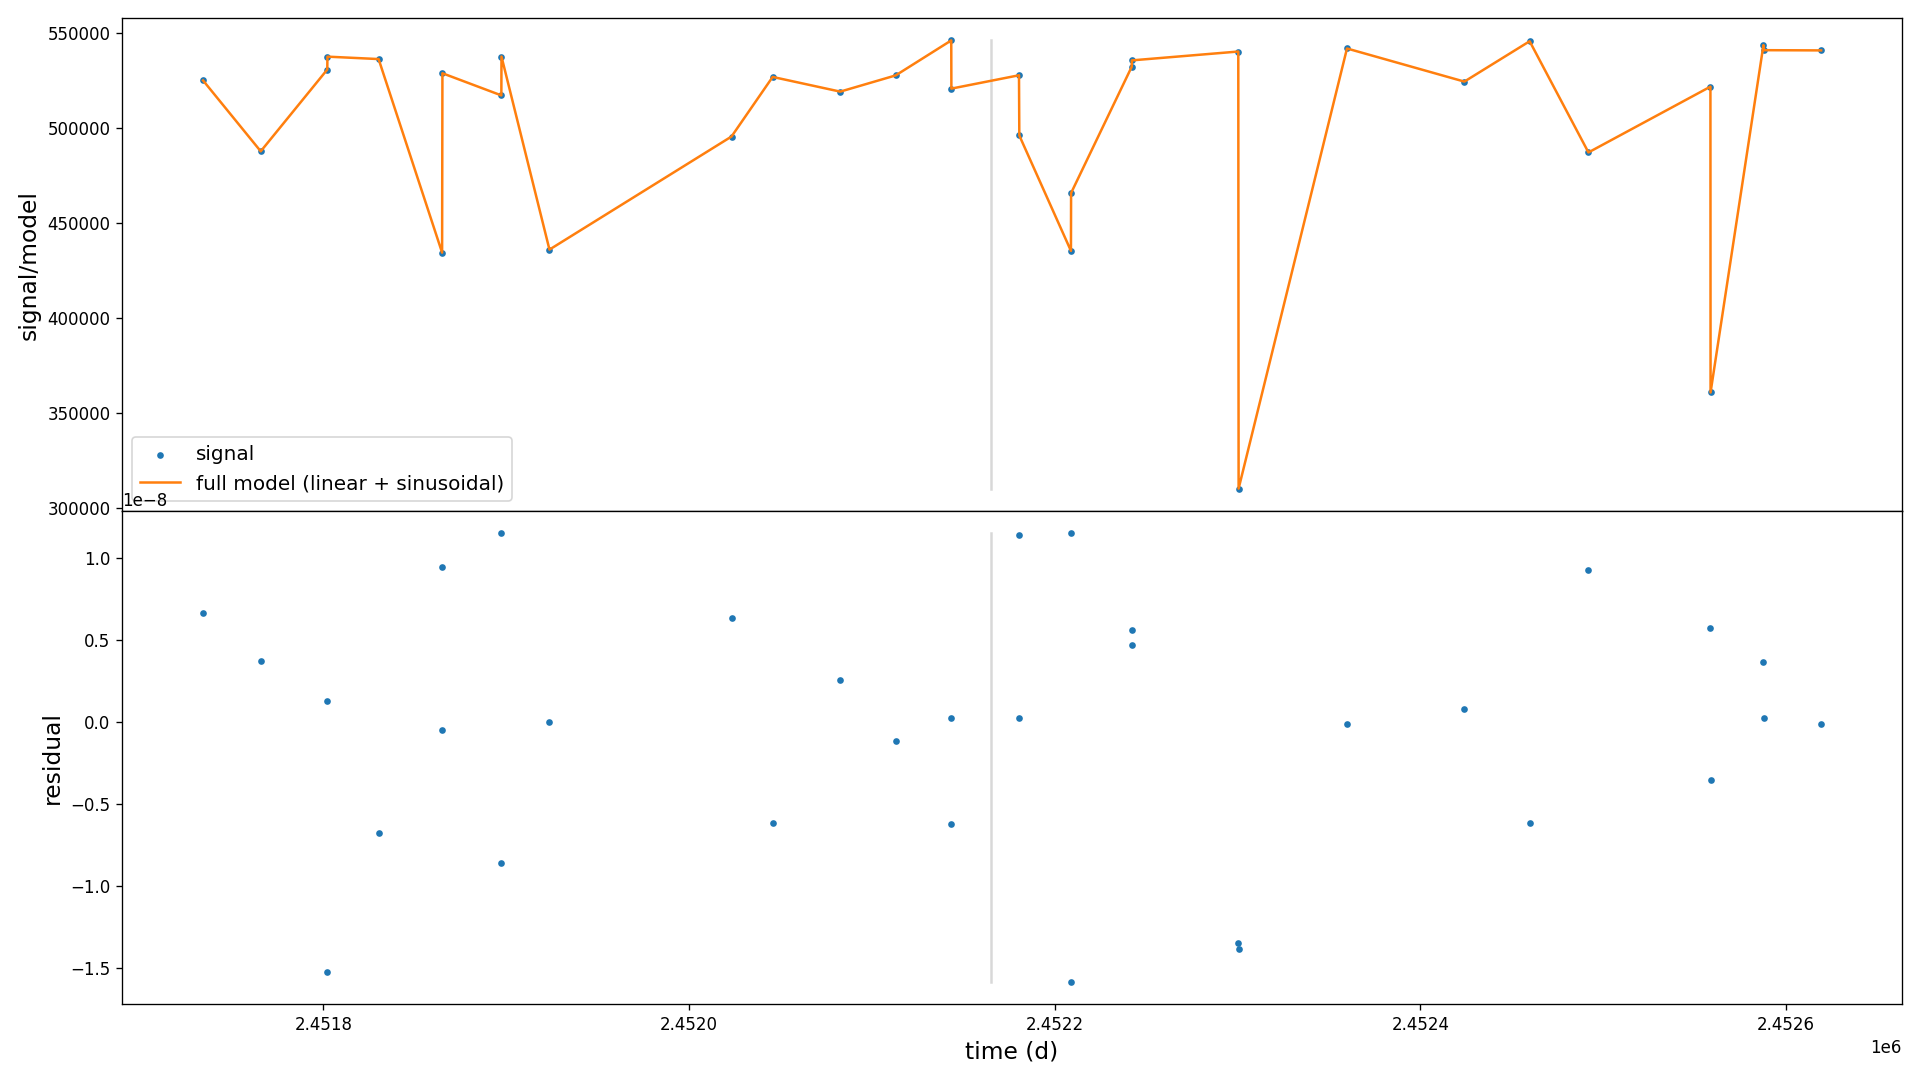 550000
500000
450000
400000
350000
300000
signal/model
signal
full model (linear + sinusoidal)
1e−8
1.0
0.5
0.0
−0.5
−1.0
−1.5
residual
2.4518
2.4520
2.4522
2.4524
2.4526
time (d)
1e6